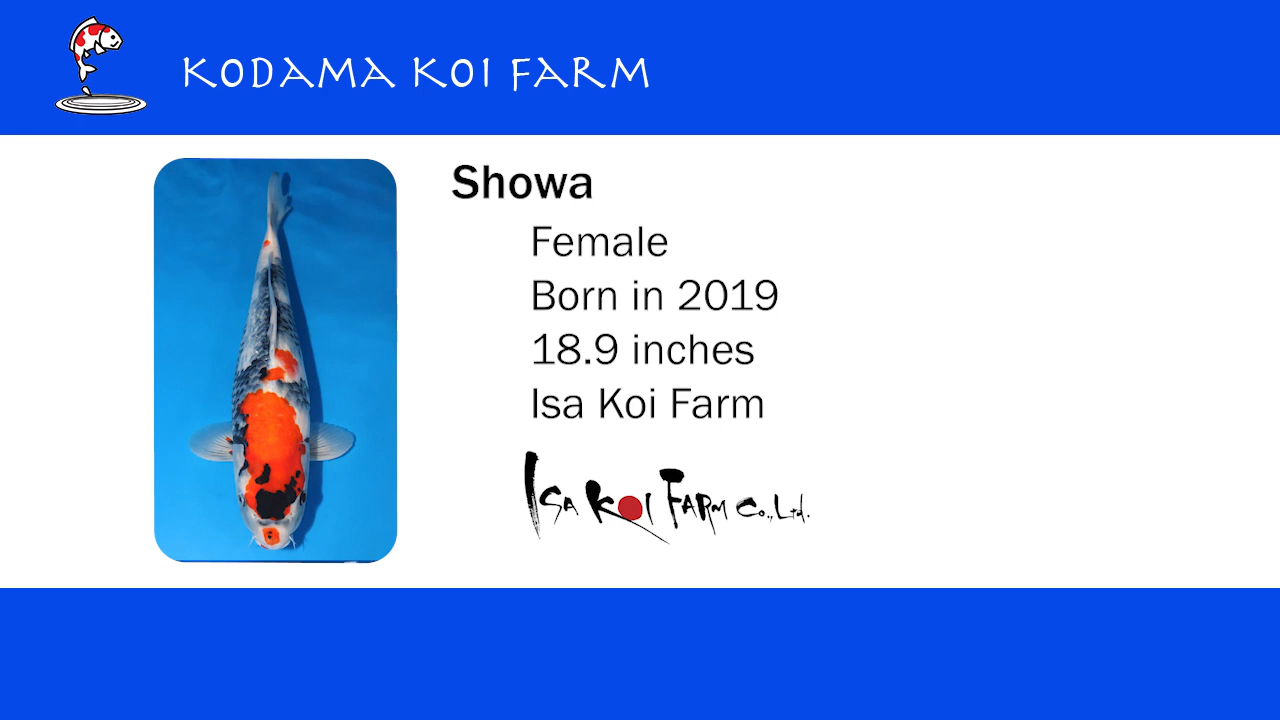 KODAMA KOI FARM
Showa
Female
Born in 2019
18.9 inches
Isa Koi Farm
ISA KOI FARM Co.,Ltd.